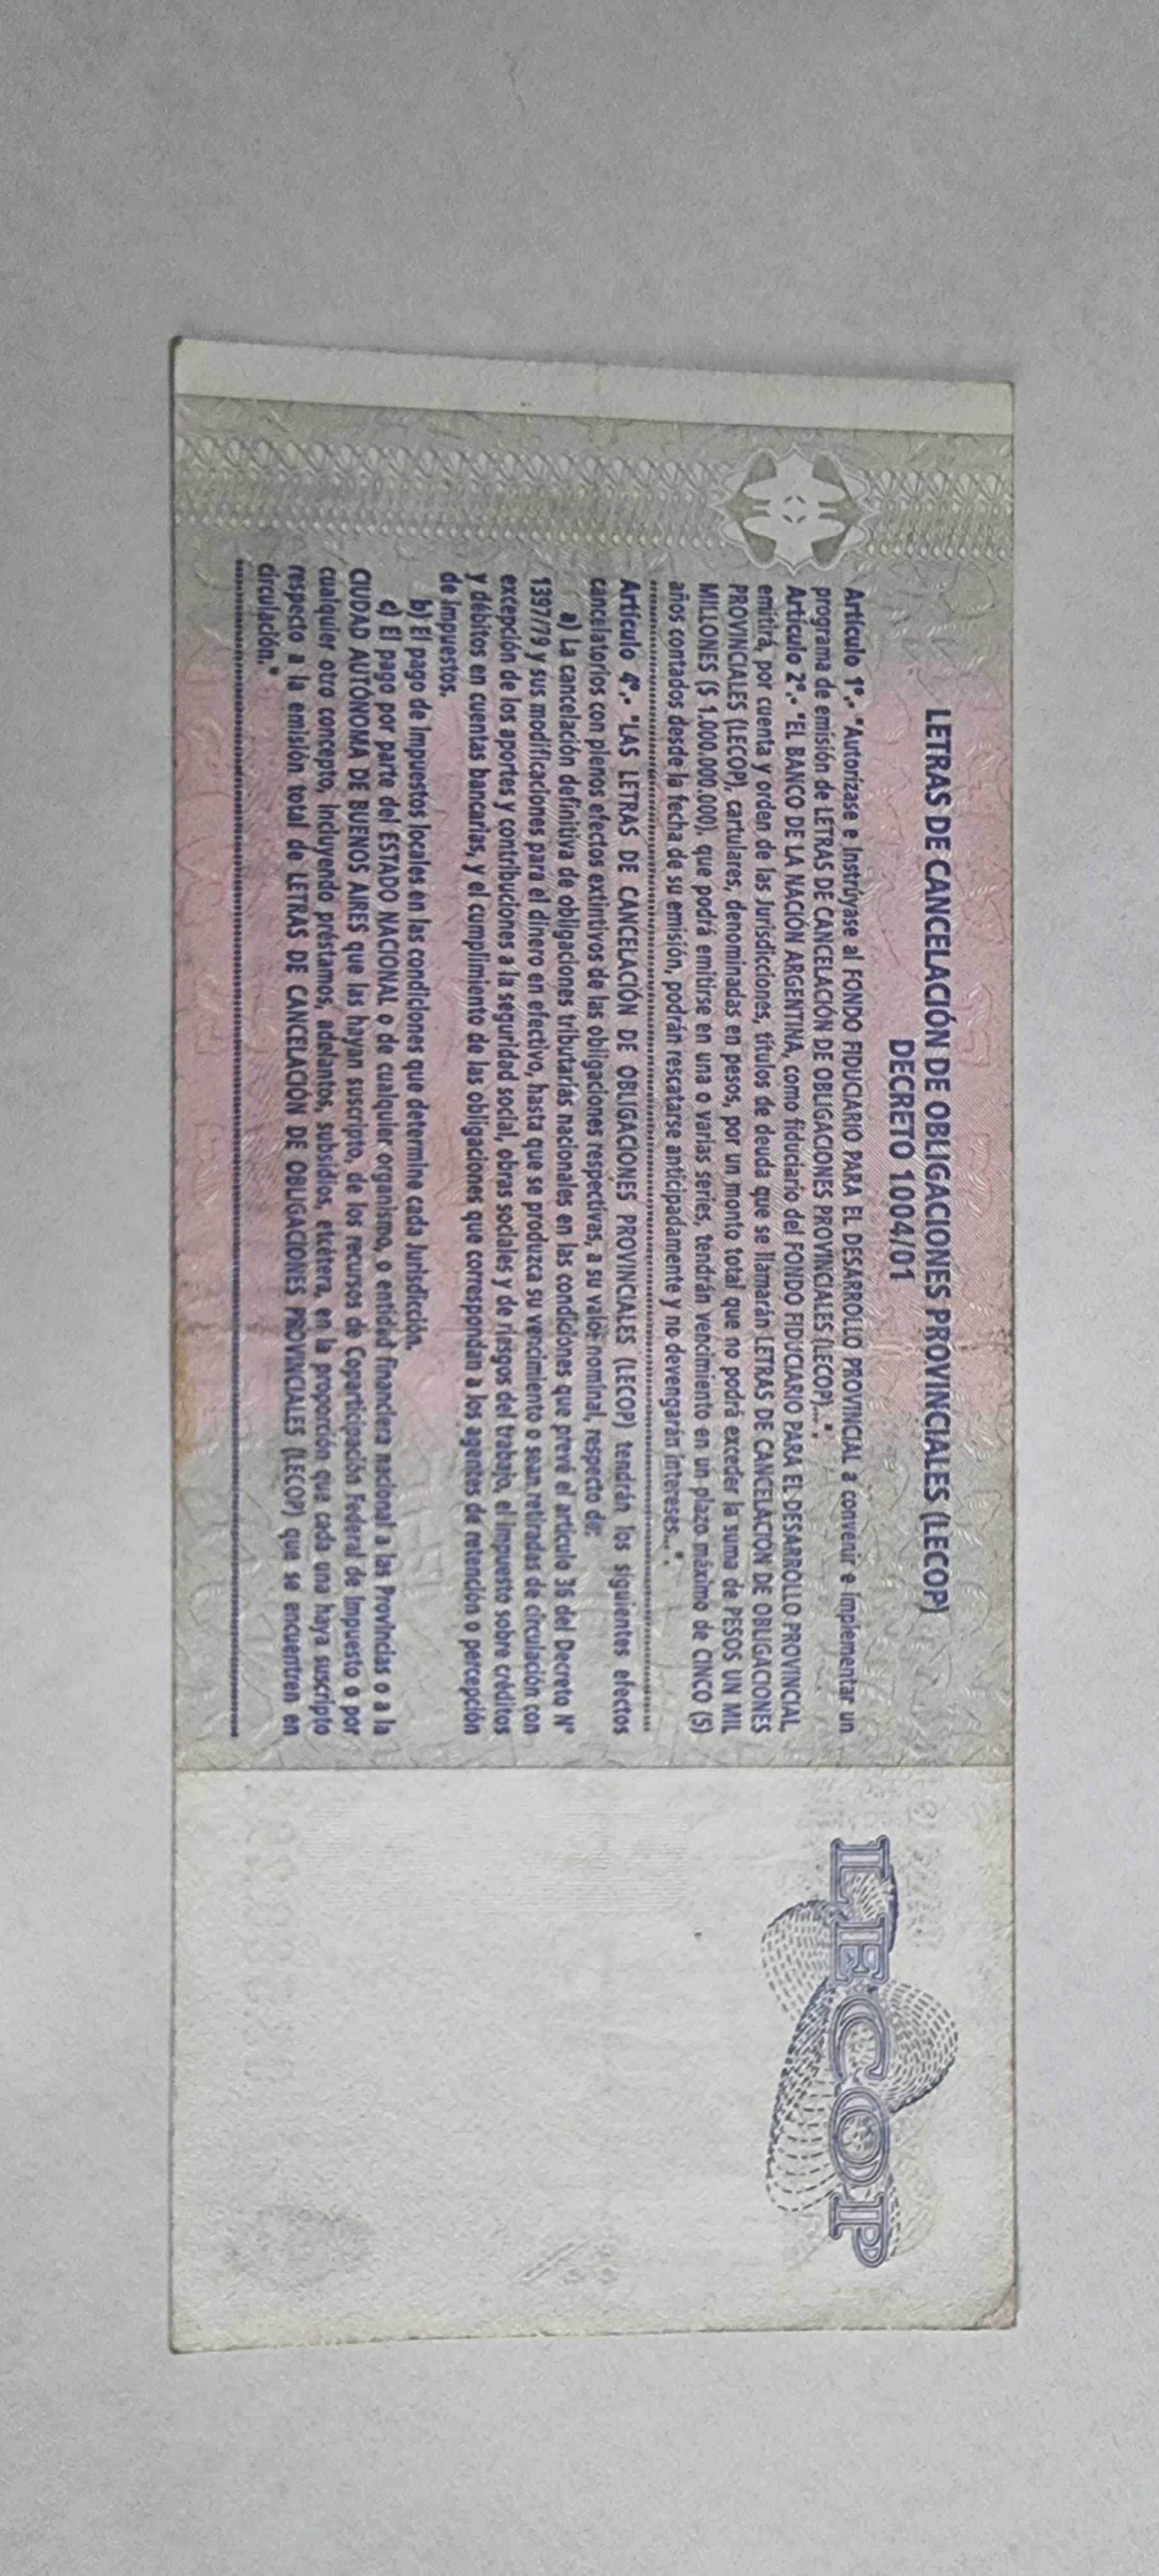 LETRAS DE CANCELACIÓN DE OBLIGACIONES PROVINCIALES (LECOP)
DECRETO 1004/01
Artículo 1º.- "Autorízase e Instrúyase al FONDO FIDUCIARIO PARA EL DESARROLLO PROVINCIAL a convenir e implementar un
programa de emisión de LETRAS DE CANCELACIÓN DE OBLIGACIONES PROVINCIALES (LECOP)...".
Artículo 2º.- "EL BANCO DE LA NACIÓN ARGENTINA, como fiduciario del FONDO FIDUCIARIO PARA EL DESARROLLO PROVINCIAL,
emitirá, por cuenta y orden de las Jurisdicciones, títulos de deuda que se llamarán LETRAS DE CANCELACION DE OBLIGACIONES
PROVINCIALES (LECOP), cartulares, denominadas en pesos, por un monto total que no podrá exceder la suma de PESOS UN MIL
MILLONES ($ 1.000.000.000), que podrá emitirse en una o varias series, tendrán vencimiento en un plazo máximo de CINCO (5)
años contados desde la fecha de su emisión, podrán rescatarse anticipadamente y no devengarán intereses...".
Artículo 4º.- "LAS LETRAS DE CANCELACIÓN DE OBLIGACIONES PROVINCIALES (LECOP) tendrán los siguientes efectos
cancelatorios con plenos efectos extintivos de las obligaciones respectivas, a su valor nominal, respecto de:
a) La cancelación definitiva de obligaciones tributarias nacionales en las condiciones que prevé el artículo 36 del Decreto Nº
1397/79 y sus modificaciones para el dinero en efectivo, hasta que se produzca su vencimiento o sean retiradas de circulación con
excepción de los aportes y contribuciones a la seguridad social, obras sociales y de riesgos del trabajo, el impuesto sobre créditos
y débitos en cuentas bancarias, y el cumplimiento de las obligaciones que correspondan a los agentes de retención o percepción
de Impuestos.
b) El pago de Impuestos locales en las condiciones que determine cada Jurisdicción.
c) El pago por parte del ESTADO NACIONAL o de cualquier organismo, o entidad financiera nacional a las Provincias o a la
CIUDAD AUTÓNOMA DE BUENOS AIRES que las hayan suscripto, de los recursos de Coparticipación Federal de Impuesto o por
cualquier otro concepto, Incluyendo préstamos, adelantos, subsidios, etcétera, en la proporción que cada una haya suscripto
respecto a la emisión total de LETRAS DE CANCELACIÓN DE OBLIGACIONES PROVINCIALES (LECOP) que se encuentren en
circulación."
LECOP